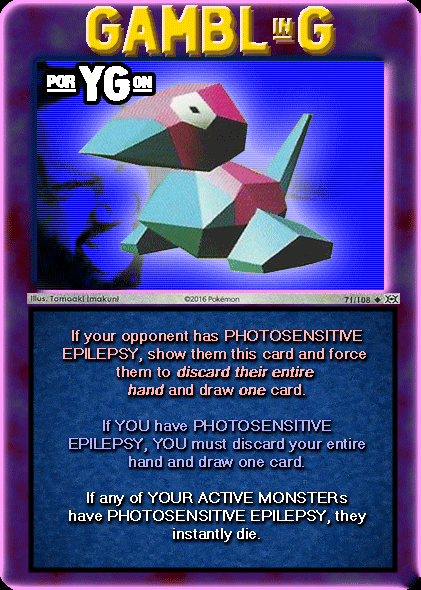 GAMBL IN G
POR YG ON
Illus. Tomoaki Imakuni ©2016 Pokémon 71/108
If your opponent has PHOTOSENSITIVE
EPILEPSY, show them this card and force
them to discard their entire
hand and draw one card.
If YOU have PHOTOSENSITIVE
EPILEPSY, YOU must discard your entire
hand and draw one card.
If any of YOUR ACTIVE MONSTERs
have PHOTOSENSITIVE EPILEPSY, they
instantly die.